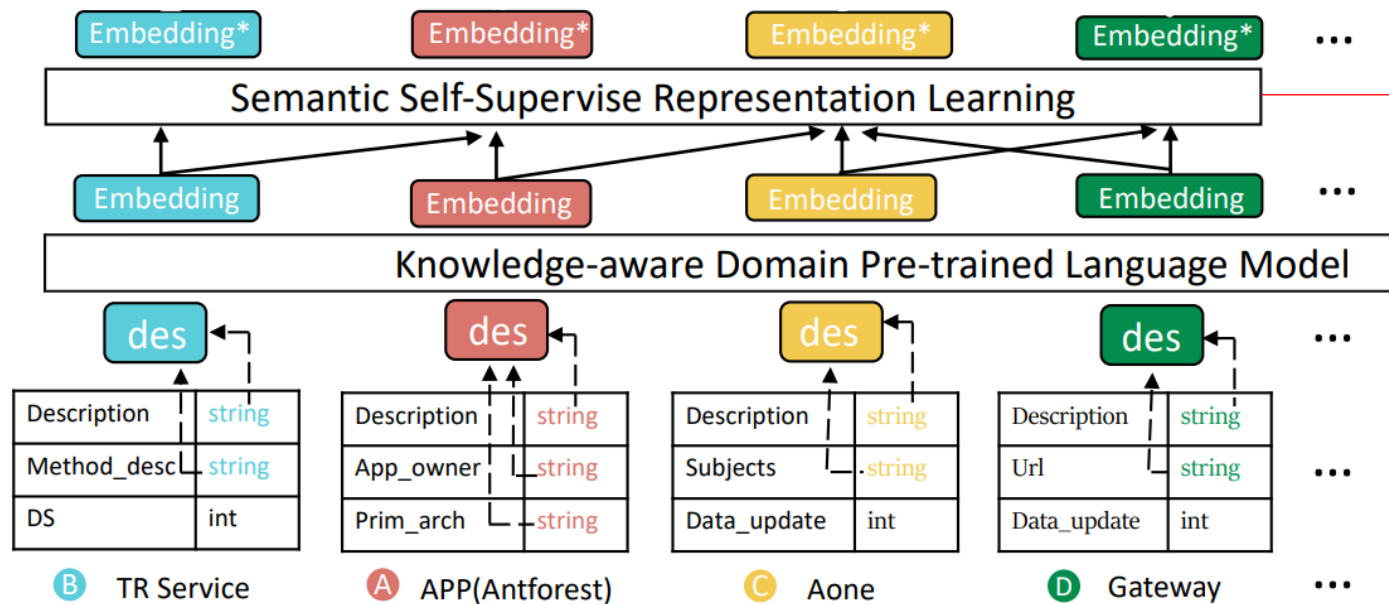 Embedding* Embedding* Embedding* Embedding* ...
Semantic Self-Supervise Representation Learning
Embedding Embedding Embedding Embedding ...
Knowledge-aware Domain Pre-trained Language Model
des des des des ...
Description string Description string Description string Description string
Method_desc string App_owner string Subjects string Url string ...
DS int Prim_arch string Data_update int Data_update int
B TR Service A APP(Antforest) C Aone D Gateway ...